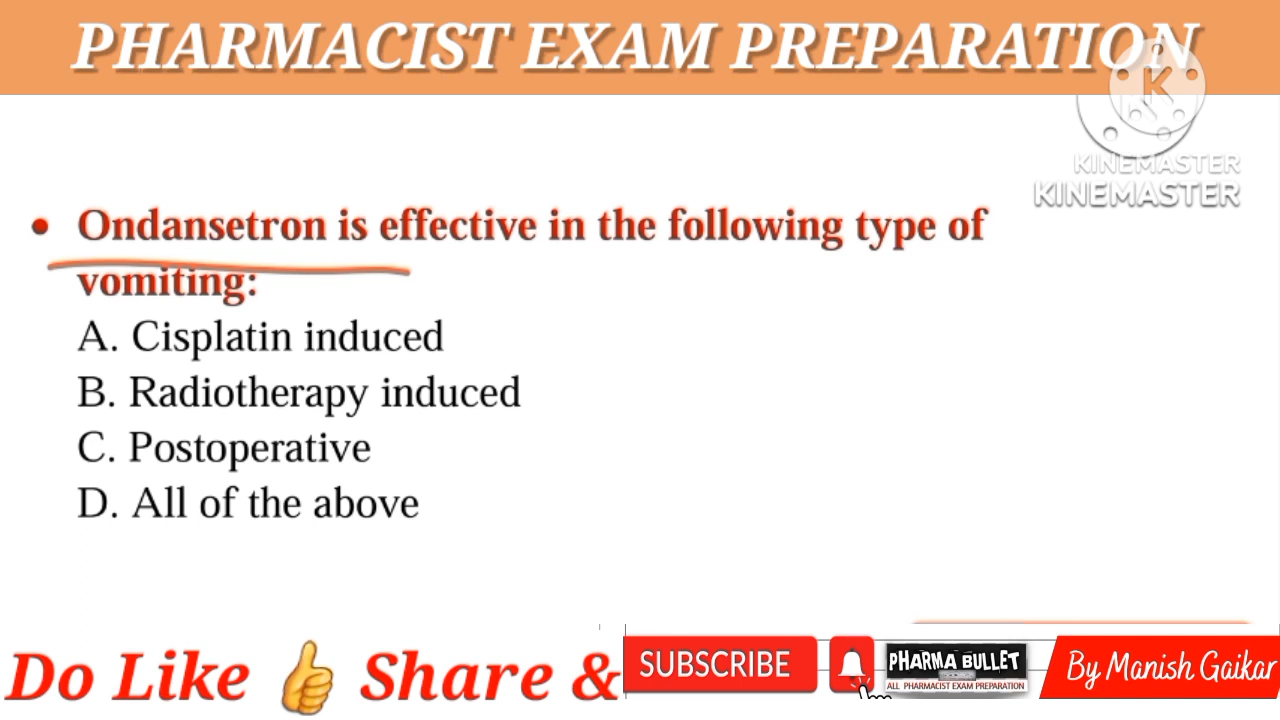 PHARMACIST EXAM PREPARATION
KINEMASTER
KINEMASTER
• Ondansetron is effective in the following type of
vomiting:
A. Cisplatin induced
B. Radiotherapy induced
C. Postoperative
D. All of the above
Do Like 👍 Share &
SUBSCRIBE
PHARMA BULLET
ALL PHARMACIST EXAM PREPARATION
By Manish Gaikar